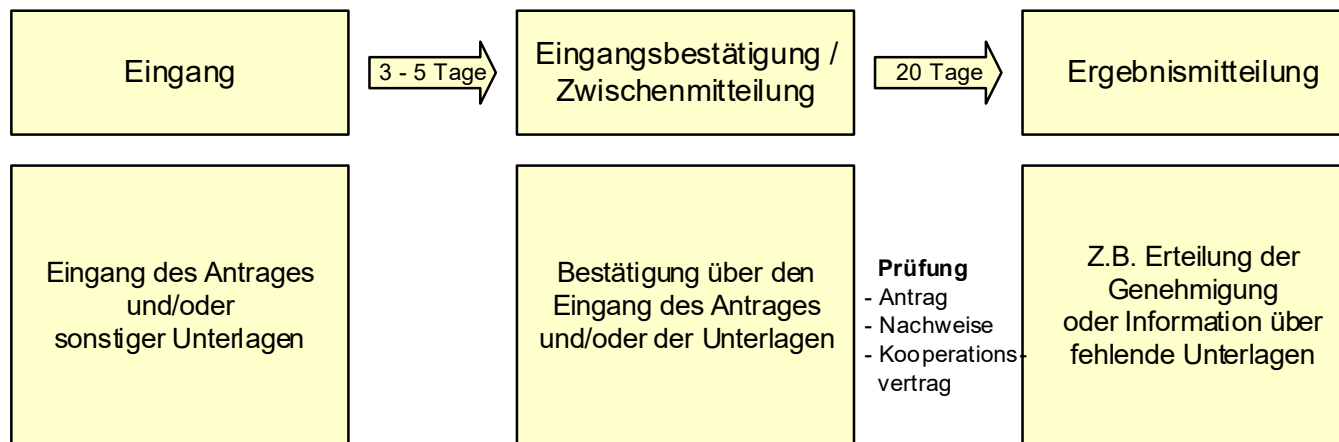 Eingang
3 - 5 Tage
Eingangsbestätigung /
Zwischenmitteilung
20 Tage
Ergebnismitteilung
Eingang des Antrages
und/oder
sonstiger Unterlagen
Bestätigung über den
Eingang des Antrages
und/oder der Unterlagen
Prüfung
- Antrag
- Nachweise
- Kooperations-
vertrag
Z.B. Erteilung der
Genehmigung
oder Information über
fehlende Unterlagen